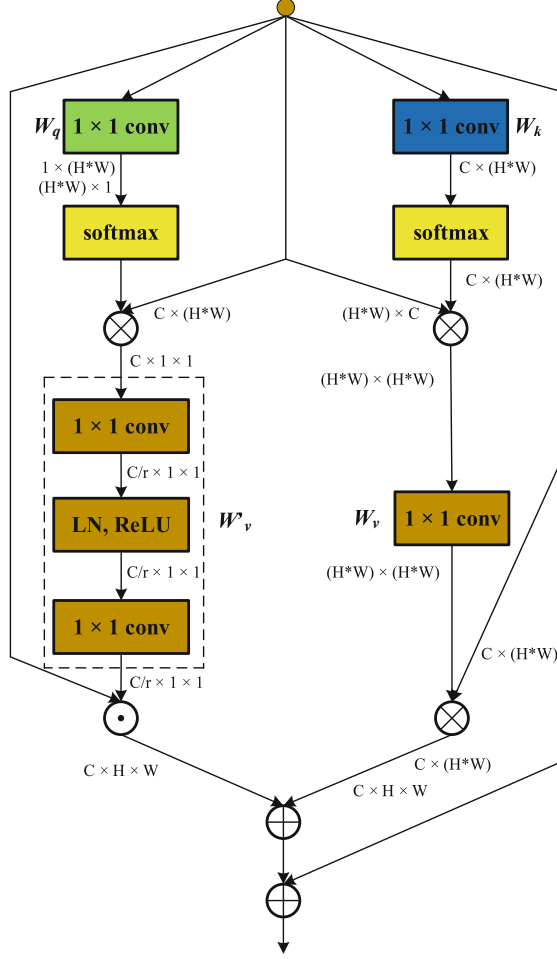 W_q
1 × 1 conv
1 × 1 conv
W_k
1 × (H*W)
(H*W) × 1
C × (H*W)
softmax
softmax
C × (H*W)
C × (H*W)
(H*W) × C
C × 1 × 1
(H*W) × (H*W)
1 × 1 conv
C/r × 1 × 1
LN, ReLU
W'_v
W_v
1 × 1 conv
C/r × 1 × 1
(H*W) × (H*W)
1 × 1 conv
C × (H*W)
C/r × 1 × 1
C × H × W
C × (H*W)
C × H × W